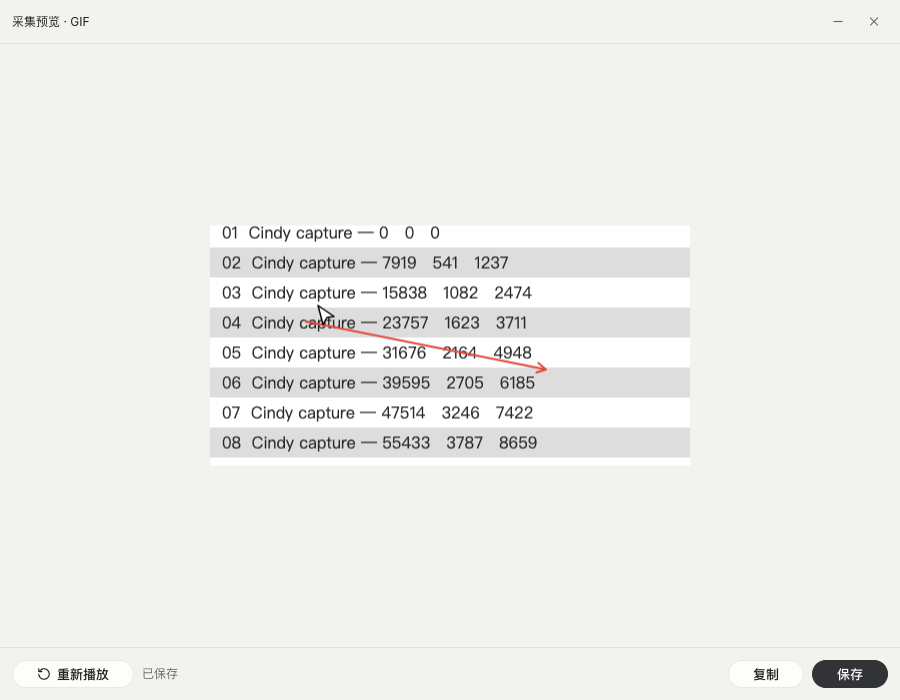 采集预览 · GIF
01 Cindy capture — 0 0 0
02 Cindy capture — 7919 541 1237
03 Cindy capture — 15838 1082 2474
04 Cindy capture — 23757 1623 3711
05 Cindy capture — 31676 2164 4948
06 Cindy capture — 39595 2705 6185
07 Cindy capture — 47514 3246 7422
08 Cindy capture — 55433 3787 8659
重新播放 已保存 复制 保存